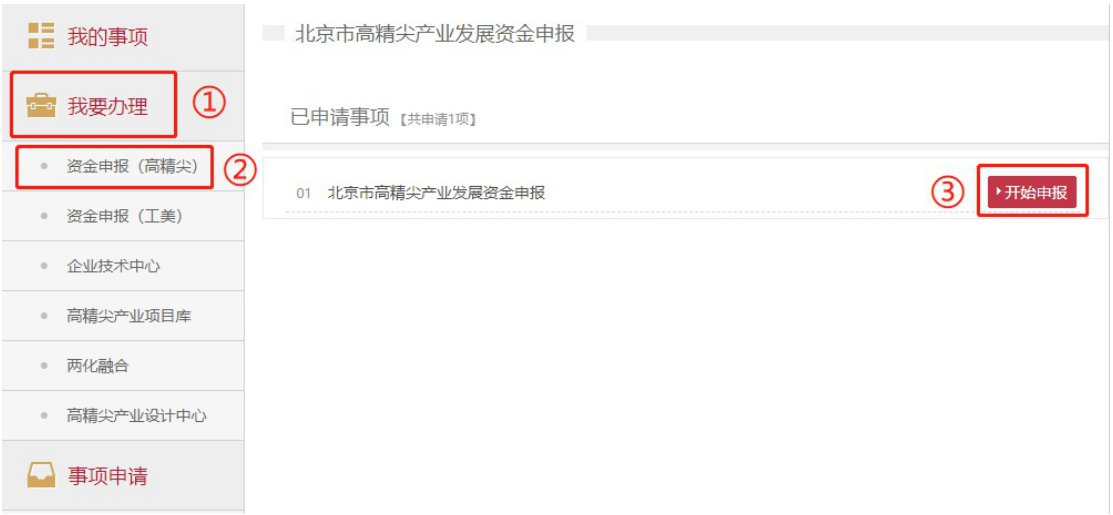 我的事项
我要办理 ①
资金申报（高精尖） ②
资金申报（工美）
企业技术中心
高精尖产业项目库
两化融合
高精尖产业设计中心
事项申请
北京市高精尖产业发展资金申报
已申请事项 【共申请1项】
01 北京市高精尖产业发展资金申报 ③ 开始申报